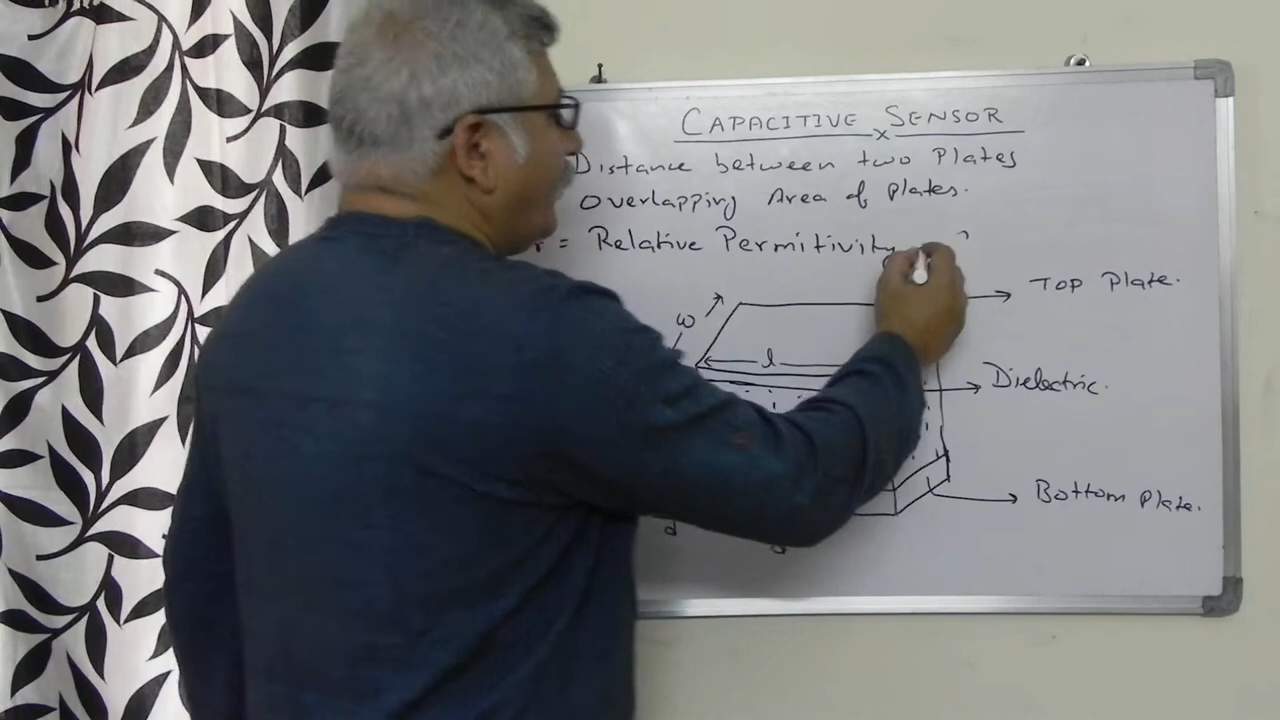 CAPACITIVE SENSOR
Distance between two Plates
Overlapping Area of Plates.
= Relative Permitivity
Top Plate.
w
l
Dielectric.
Bottom Plate.
d